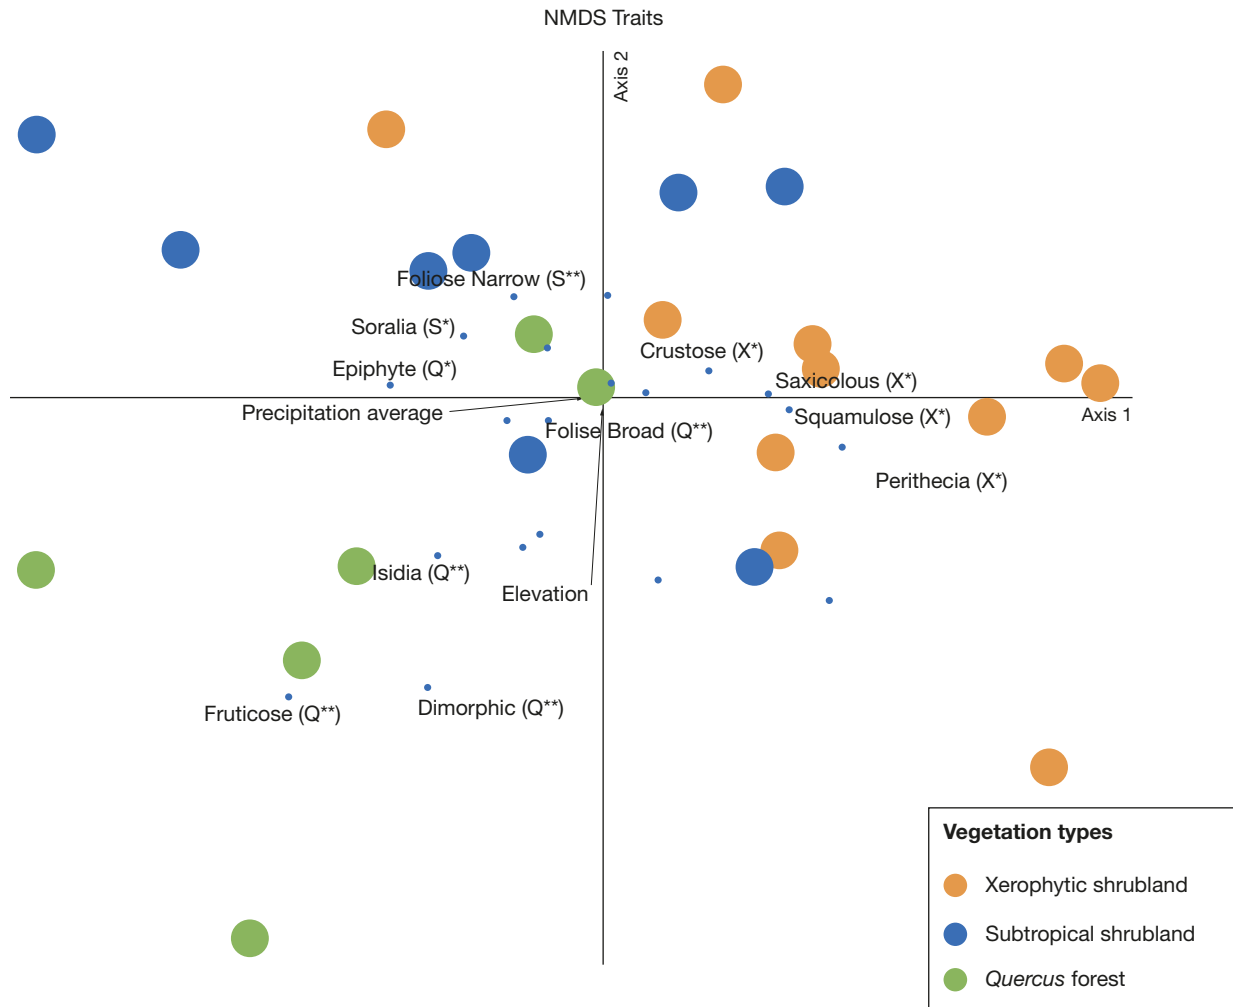 NMDS Traits
Axis 2
Foliose Narrow (S**)
Soralia (S*)
Crustose (X*)
Epiphyte (Q*)
Saxicolous (X*)
Precipitation average
Axis 1
Squamulose (X*)
Folise Broad (Q**)
Perithecia (X*)
Isidia (Q**)
Elevation
Dimorphic (Q**)
Fruticose (Q**)
Vegetation types
Xerophytic shrubland
Subtropical shrubland
Quercus forest